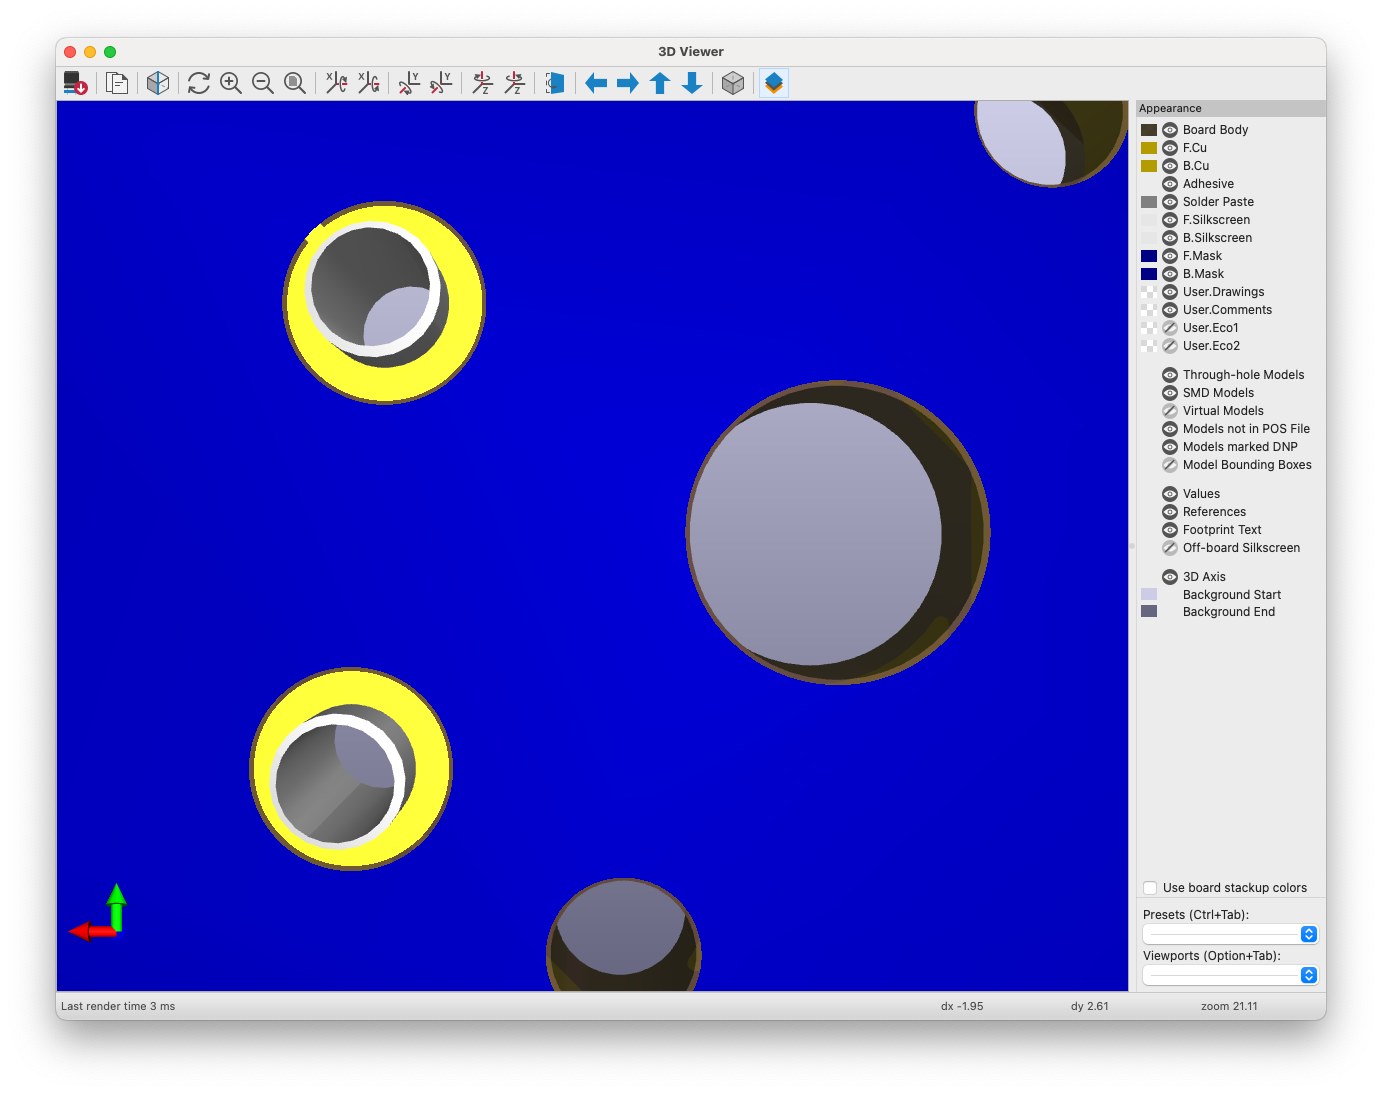 3D Viewer
X
X
Y
Y
Z
Z
Appearance
Board Body
F.Cu
B.Cu
Adhesive
Solder Paste
F.Silkscreen
B.Silkscreen
F.Mask
B.Mask
User.Drawings
User.Comments
User.Eco1
User.Eco2
Through-hole Models
SMD Models
Virtual Models
Models not in POS File
Models marked DNP
Model Bounding Boxes
Values
References
Footprint Text
Off-board Silkscreen
3D Axis
Background Start
Background End
Use board stackup colors
Presets (Ctrl+Tab):
Viewports (Option+Tab):
Last render time 3 ms
dx -1.95
dy 2.61
zoom 21.11